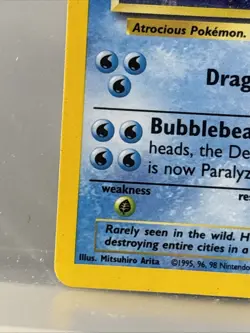 Atrocious Pokémon.
Drag
Bubblebea
heads, the De
is now Paralyz
weakness
re
Rarely seen in the wild. H
destroying entire cities in a
Illus. Mitsuhiro Arita ©1995, 96, 98 Nintendo